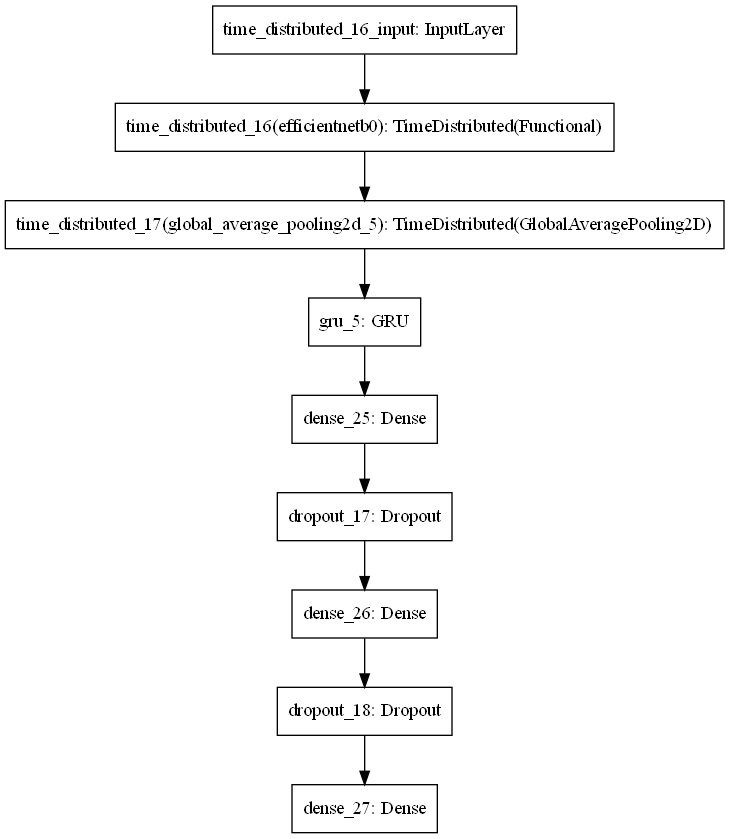 time_distributed_16_input: InputLayer
time_distributed_16(efficientnetb0): TimeDistributed(Functional)
time_distributed_17(global_average_pooling2d_5): TimeDistributed(GlobalAveragePooling2D)
gru_5: GRU
dense_25: Dense
dropout_17: Dropout
dense_26: Dense
dropout_18: Dropout
dense_27: Dense